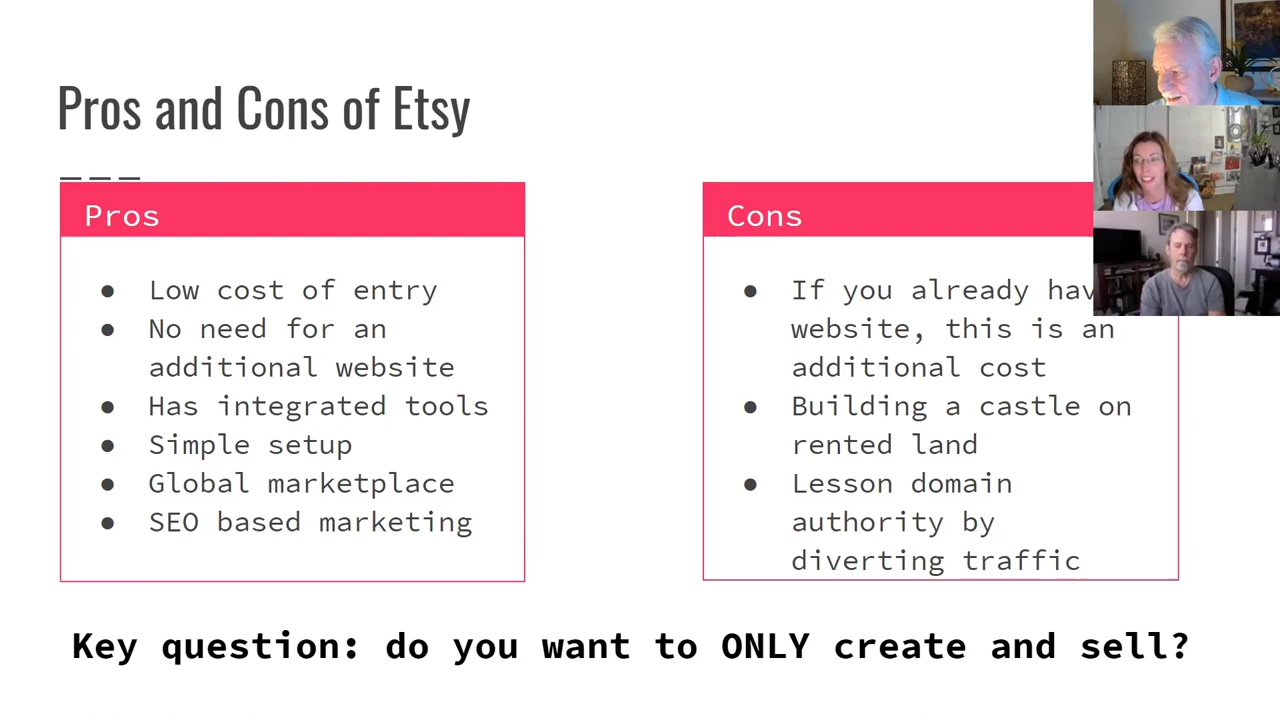 Pros and Cons of Etsy
Pros
● Low cost of entry
● No need for an
additional website
● Has integrated tools
● Simple setup
● Global marketplace
● SEO based marketing
Cons
● If you already
website, this is an
additional cost
● Building a castle on
rented land
● Lesson domain
authority by
diverting traffic
Key question: do you want to ONLY create and sell?